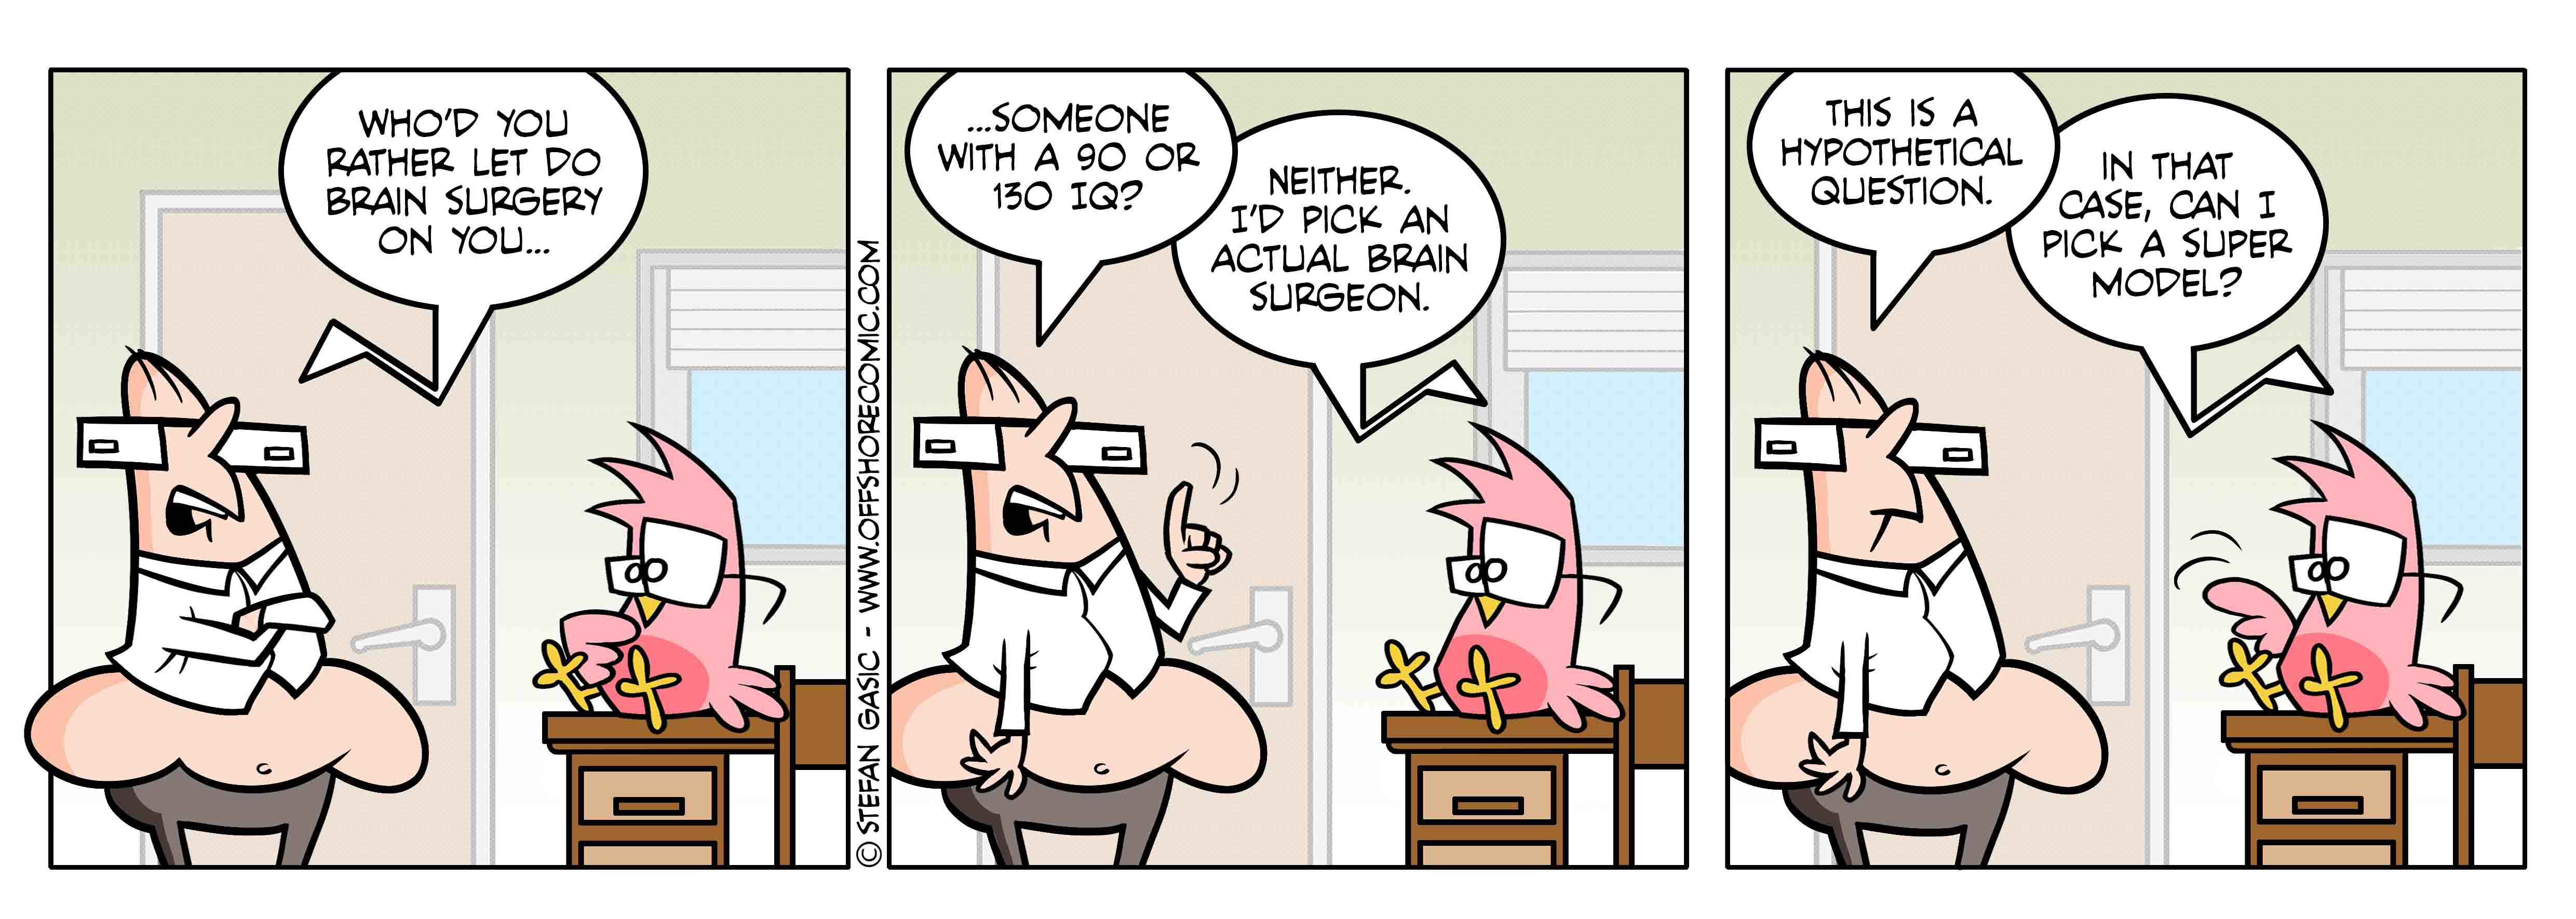 WHO'D YOU
RATHER LET DO
BRAIN SURGERY
ON YOU...
© STEFAN GASIC - WWW.OFFSHORECOMIC.COM
...SOMEONE
WITH A 90 OR
130 IQ?
NEITHER.
I'D PICK AN
ACTUAL BRAIN
SURGEON.
THIS IS A
HYPOTHETICAL
QUESTION.
IN THAT
CASE, CAN I
PICK A SUPER
MODEL?